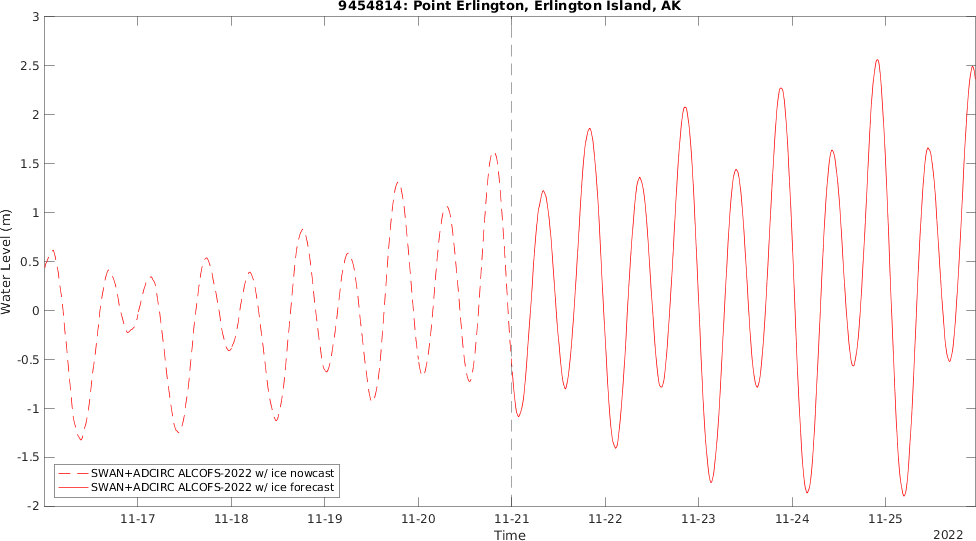 9454814: Point Erlington, Erlington Island, AK
3
2.5
2
1.5
1
0.5
0
-0.5
-1
-1.5
-2
Water Level (m)
SWAN+ADCIRC ALCOFS-2022 w/ ice nowcast
SWAN+ADCIRC ALCOFS-2022 w/ ice forecast
11-17 11-18 11-19 11-20 11-21 11-22 11-23 11-24 11-25
Time
2022